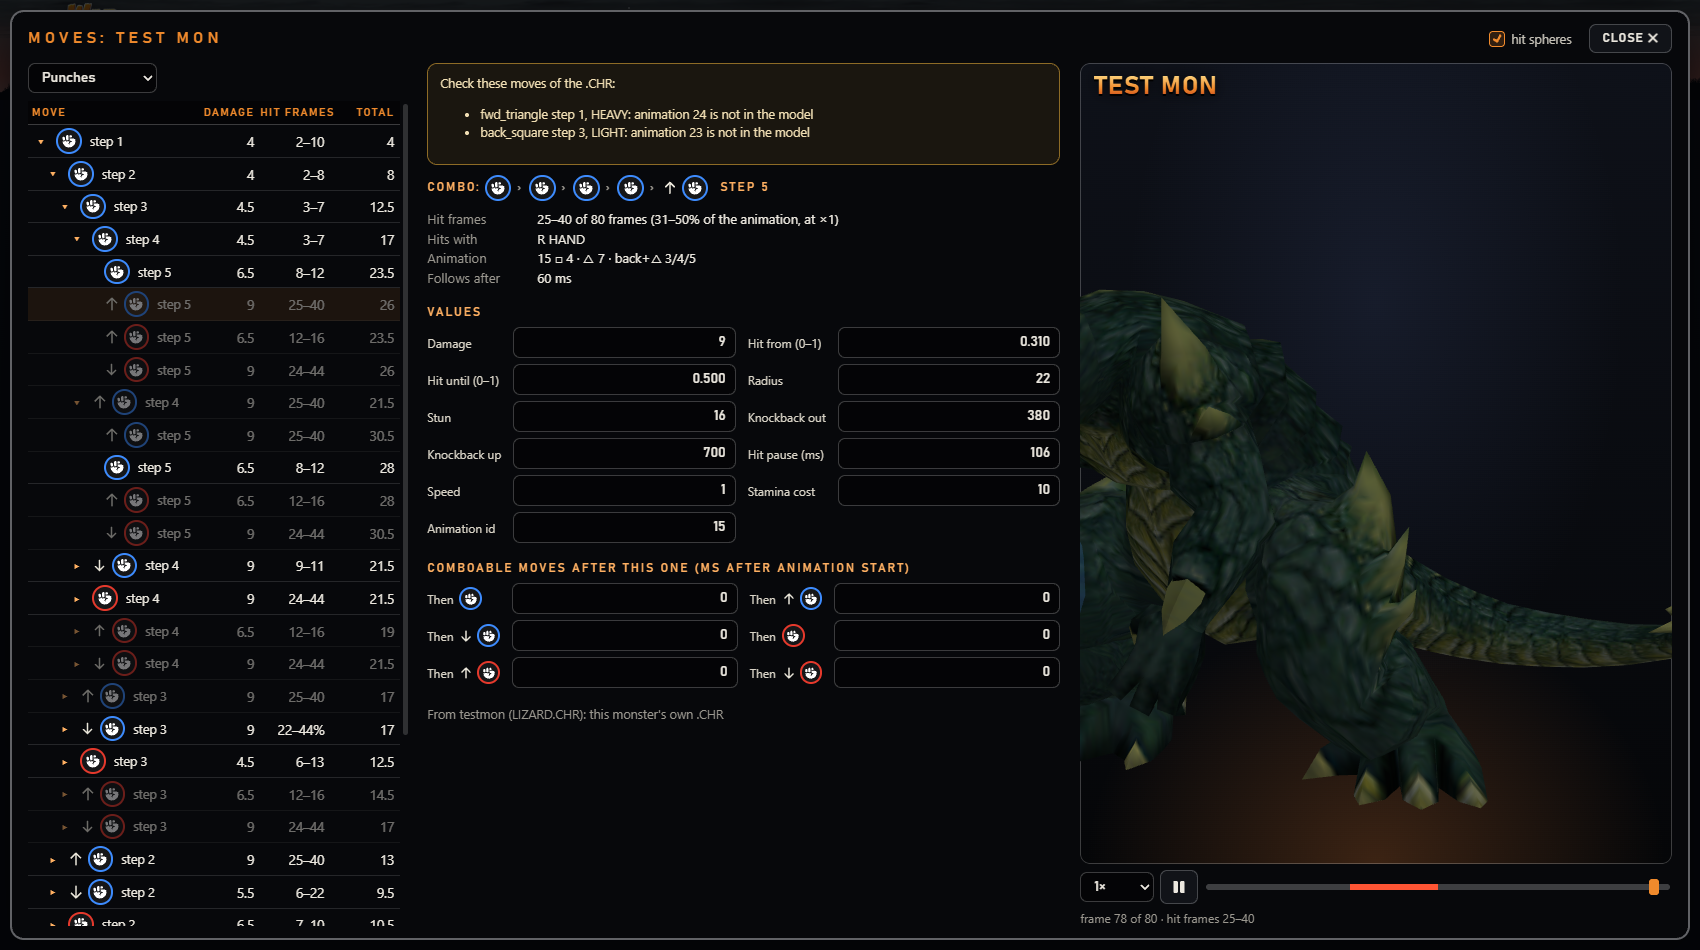 MOVES: TEST MON
hit spheres
CLOSE ✕
Punches
MOVE DAMAGE HIT FRAMES TOTAL
step 1 4 2–10 4
step 2 4 2–8 8
step 3 4.5 3–7 12.5
step 4 4.5 3–7 17
step 5 6.5 8–12 23.5
↑ step 5 9 25–40 26
↑ step 5 6.5 12–16 23.5
↓ step 5 9 24–44 26
↑ step 4 9 25–40 21.5
↑ step 5 9 25–40 30.5
step 5 6.5 8–12 28
↑ step 5 6.5 12–16 28
↓ step 5 9 24–44 30.5
↓ step 4 9 9–11 21.5
step 4 9 24–44 21.5
↑ step 4 6.5 12–16 19
↓ step 4 9 24–44 21.5
↑ step 3 9 25–40 17
↓ step 3 9 22–44% 17
step 3 4.5 6–13 12.5
↑ step 3 6.5 12–16 14.5
↓ step 3 9 24–44 17
↑ step 2 9 25–40 13
↓ step 2 5.5 6–22 9.5
step 2 6.5 7–10 10.5
Check these moves of the .CHR:
• fwd_triangle step 1, HEAVY: animation 24 is not in the model
• back_square step 3, LIGHT: animation 23 is not in the model
COMBO: › › › › ↑ STEP 5
Hit frames 25–40 of 80 frames (31–50% of the animation, at ×1)
Hits with R HAND
Animation 15 □ 4 · △ 7 · back+△ 3/4/5
Follows after 60 ms
VALUES
Damage 9 Hit from (0–1) 0.310
Hit until (0–1) 0.500 Radius 22
Stun 16 Knockback out 380
Knockback up 700 Hit pause (ms) 106
Speed 1 Stamina cost 10
Animation id 15
COMBOABLE MOVES AFTER THIS ONE (MS AFTER ANIMATION START)
Then 0 Then ↑ 0
Then ↓ 0 Then 0
Then ↑ 0 Then ↓ 0
From testmon (LIZARD.CHR): this monster's own .CHR
TEST MON
1×
frame 78 of 80 · hit frames 25–40